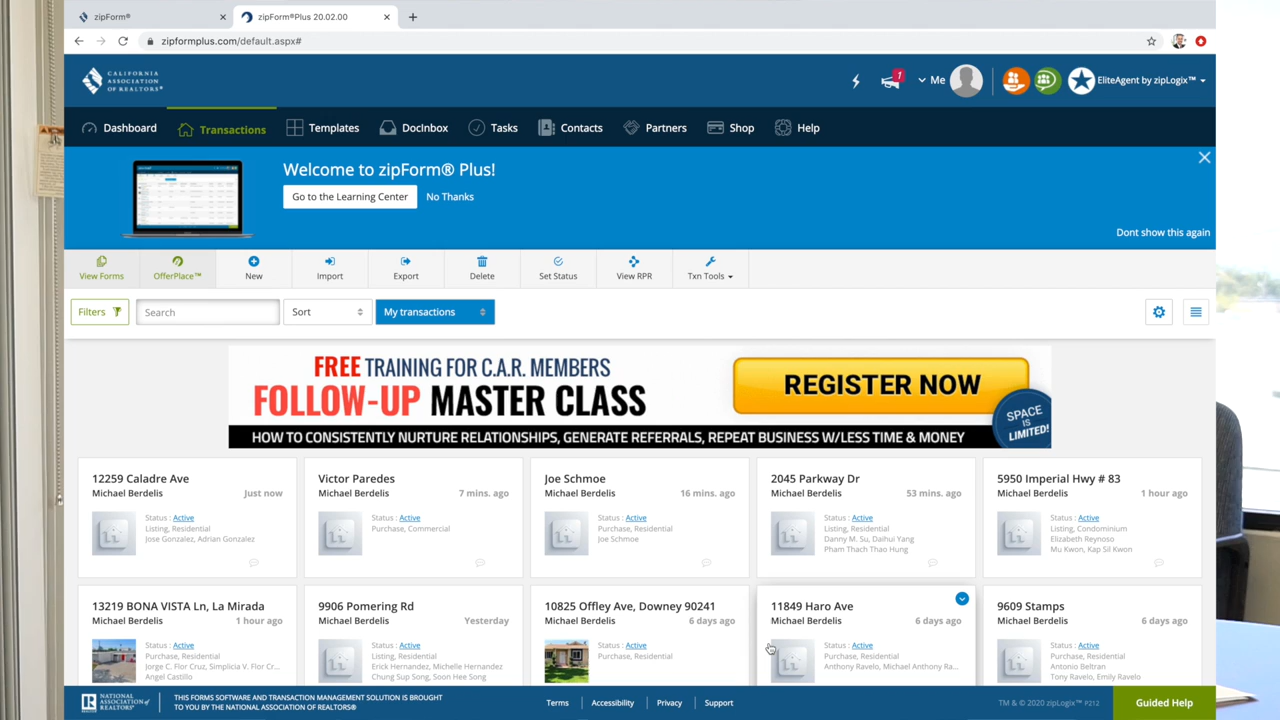 zipForm®
zipForm®Plus 20.02.00
zipformplus.com/default.aspx#
CALIFORNIA
ASSOCIATION
OF REALTORS®
1
Me
EliteAgent by zipLogix™
Dashboard
Transactions
Templates
DocInbox
Tasks
Contacts
Partners
Shop
Help
Welcome to zipForm® Plus!
Go to the Learning Center
No Thanks
Dont show this again
View Forms
OfferPlace™
New
Import
Export
Delete
Set Status
View RPR
Txn Tools
Filters
Search
Sort
My transactions
FREE TRAINING FOR C.A.R. MEMBERS
FOLLOW-UP MASTER CLASS
HOW TO CONSISTENTLY NURTURE RELATIONSHIPS, GENERATE REFERRALS, REPEAT BUSINESS W/LESS TIME & MONEY
REGISTER NOW
SPACE
IS
LIMITED!
12259 Caladre Ave
Michael Berdelis
Just now
Status : Active
Listing, Residential
Jose Gonzalez, Adrian Gonzalez
Victor Paredes
Michael Berdelis
7 mins. ago
Status : Active
Purchase, Commercial
Joe Schmoe
Michael Berdelis
16 mins. ago
Status : Active
Purchase, Residential
Joe Schmoe
2045 Parkway Dr
Michael Berdelis
53 mins. ago
Status : Active
Listing, Residential
Danny M. Su, Daihui Yang
Pham Thach Thao Hung
5950 Imperial Hwy # 83
Michael Berdelis
1 hour ago
Status : Active
Listing, Condominium
Elizabeth Reynoso
Mu Kwon, Kap Sil Kwon
13219 BONA VISTA Ln, La Mirada
Michael Berdelis
1 hour ago
Status : Active
Purchase, Residential
Jorge C. Flor Cruz, Simplicia V. Flor Cr...
Angel Castillo
9906 Pomering Rd
Michael Berdelis
Yesterday
Status : Active
Listing, Residential
Erick Hernandez, Michelle Hernandez
Chung Sup Song, Soon Hee Song
10825 Offley Ave, Downey 90241
Michael Berdelis
6 days ago
Status : Active
Purchase, Residential
11849 Haro Ave
Michael Berdelis
6 days ago
Status : Active
Purchase, Residential
Anthony Ravelo, Michael Anthony Ra...
9609 Stamps
Michael Berdelis
6 days ago
Status : Active
Purchase, Residential
Antonio Beltran
Tony Ravelo, Emily Ravelo
NATIONAL
ASSOCIATION of
REALTORS®
THIS FORMS SOFTWARE AND TRANSACTION MANAGEMENT SOLUTION IS BROUGHT
TO YOU BY THE NATIONAL ASSOCIATION OF REALTORS®
Terms
Accessibility
Privacy
Support
TM & © 2020 zipLogix P212
Guided Help